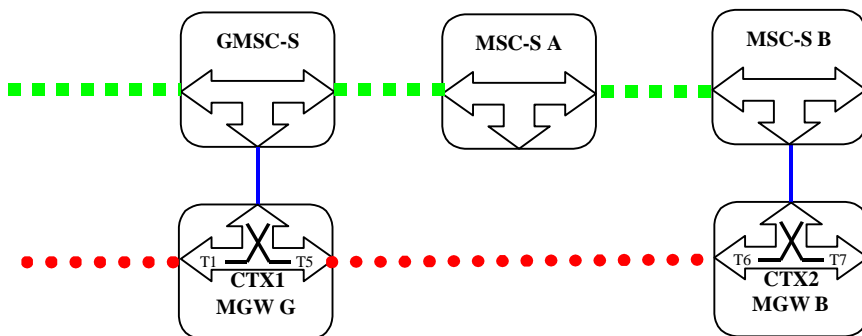 GMSC-S
MSC-S A
MSC-S B
T1
T5
CTX1
MGW G
T6
T7
CTX2
MGW B